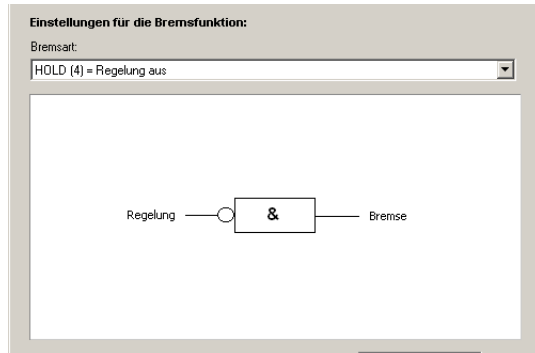 Einstellungen für die Bremsfunktion:
Bremsart:
HOLD (4) = Regelung aus
Regelung & Bremse